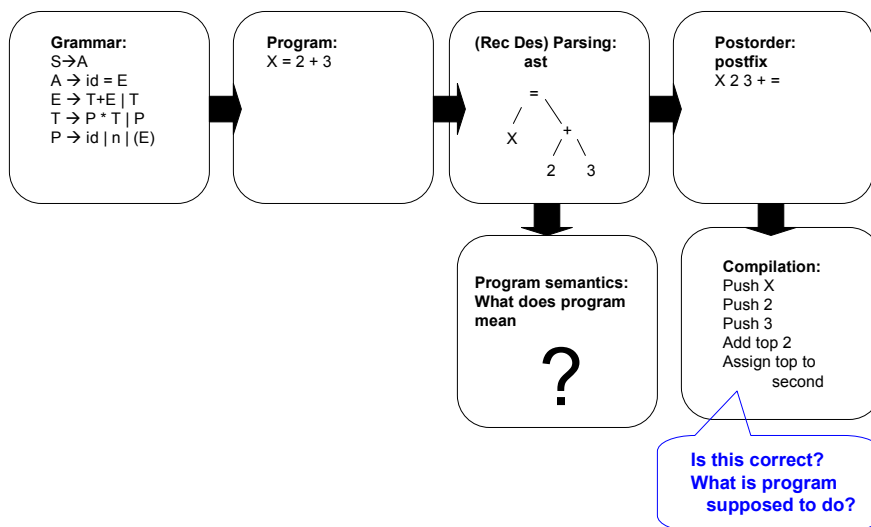 Grammar:
S→A
A → id = E
E → T+E | T
T → P * T | P
P → id | n | (E)
Program:
X = 2 + 3
(Rec Des) Parsing:
ast
=
X
+
2 3
Postorder:
postfix
X 2 3 + =
Program semantics:
What does program
mean
?
Compilation:
Push X
Push 2
Push 3
Add top 2
Assign top to
second
Is this correct?
What is program
supposed to do?